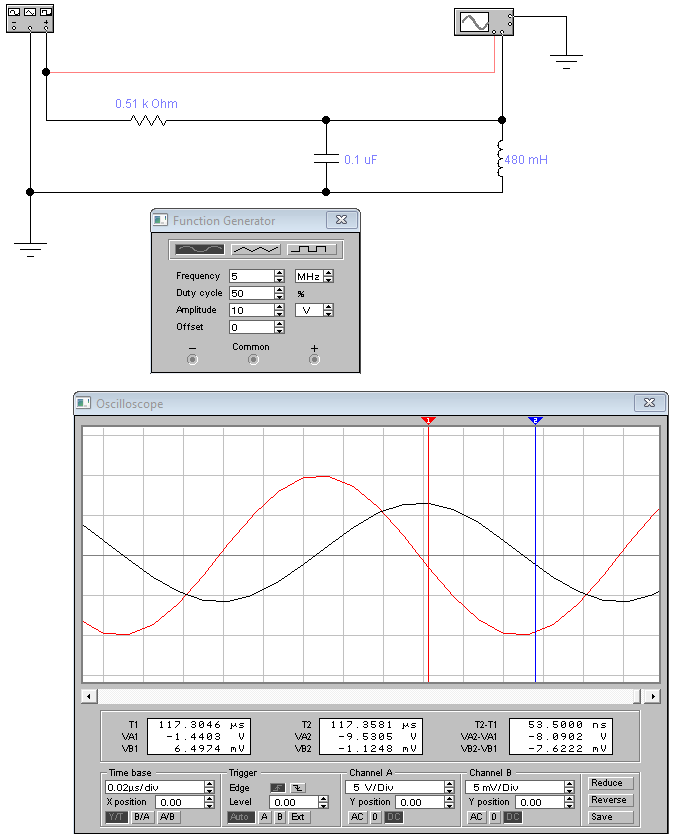 0.51 k Ohm
0.1 uF
480 mH
Function Generator
Frequency 5 MHz
Duty cycle 50 %
Amplitude 10 V
Offset 0
− Common +
Oscilloscope
1 2
T1 117.3046 µs T2 117.3581 µs T2-T1 53.5000 ns
VA1 -1.4403 V VA2 -9.5305 V VA2-VA1 -8.0902 V
VB1 6.4974 mV VB2 -1.1248 mV VB2-VB1 -7.6222 mV
Time base Trigger Channel A Channel B
0.02µs/div Edge 5 V/Div 5 mV/Div Reduce
X position 0.00 Level 0.00 Y position 0.00 Y position 0.00 Reverse
Y/T B/A A/B Auto A B Ext AC 0 DC AC 0 DC Save